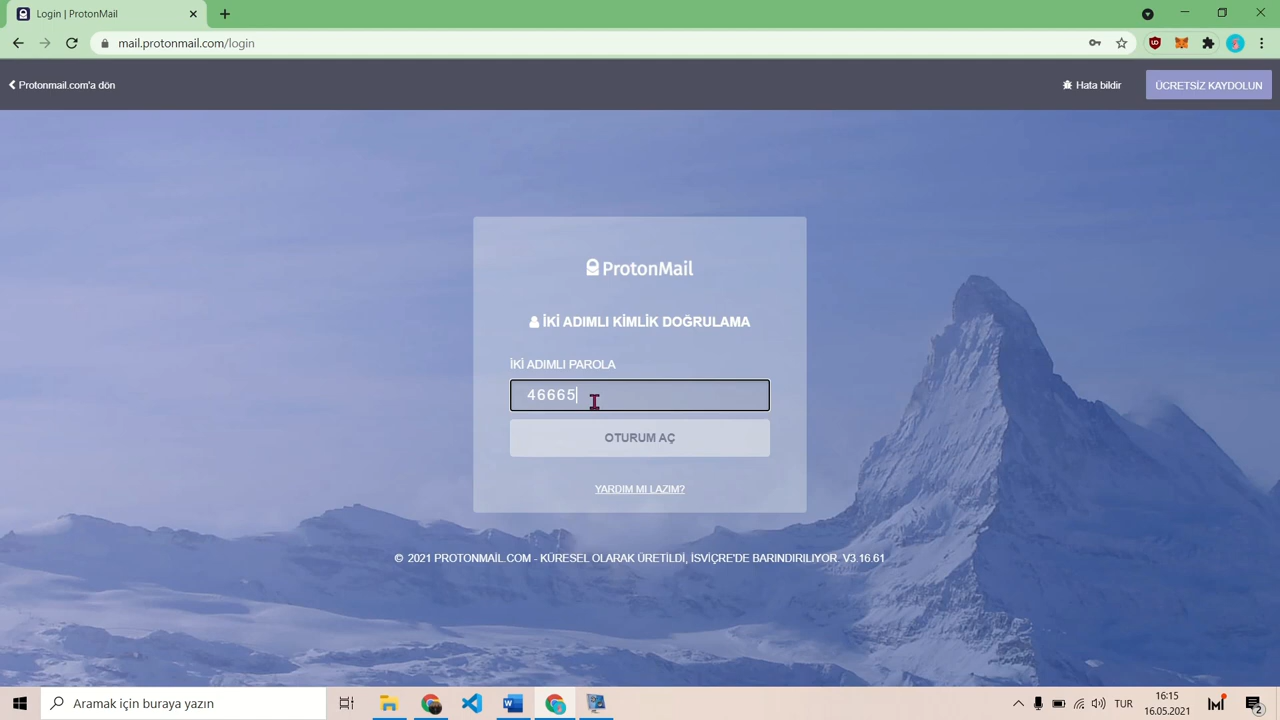 Login | ProtonMail
mail.protonmail.com/login
Protonmail.com'a dön
Hata bildir
ÜCRETSİZ KAYDOLUN
ProtonMail
İKİ ADIMLI KİMLİK DOĞRULAMA
İKİ ADIMLI PAROLA
46665
OTURUM AÇ
YARDIM MI LAZIM?
© 2021 PROTONMAİL.COM - KÜRESEL OLARAK ÜRETİLDİ, İSVİÇRE'DE BARINDIRILIYOR. V3.16.61
Aramak için buraya yazın
TUR
16:15
16.05.2021
2